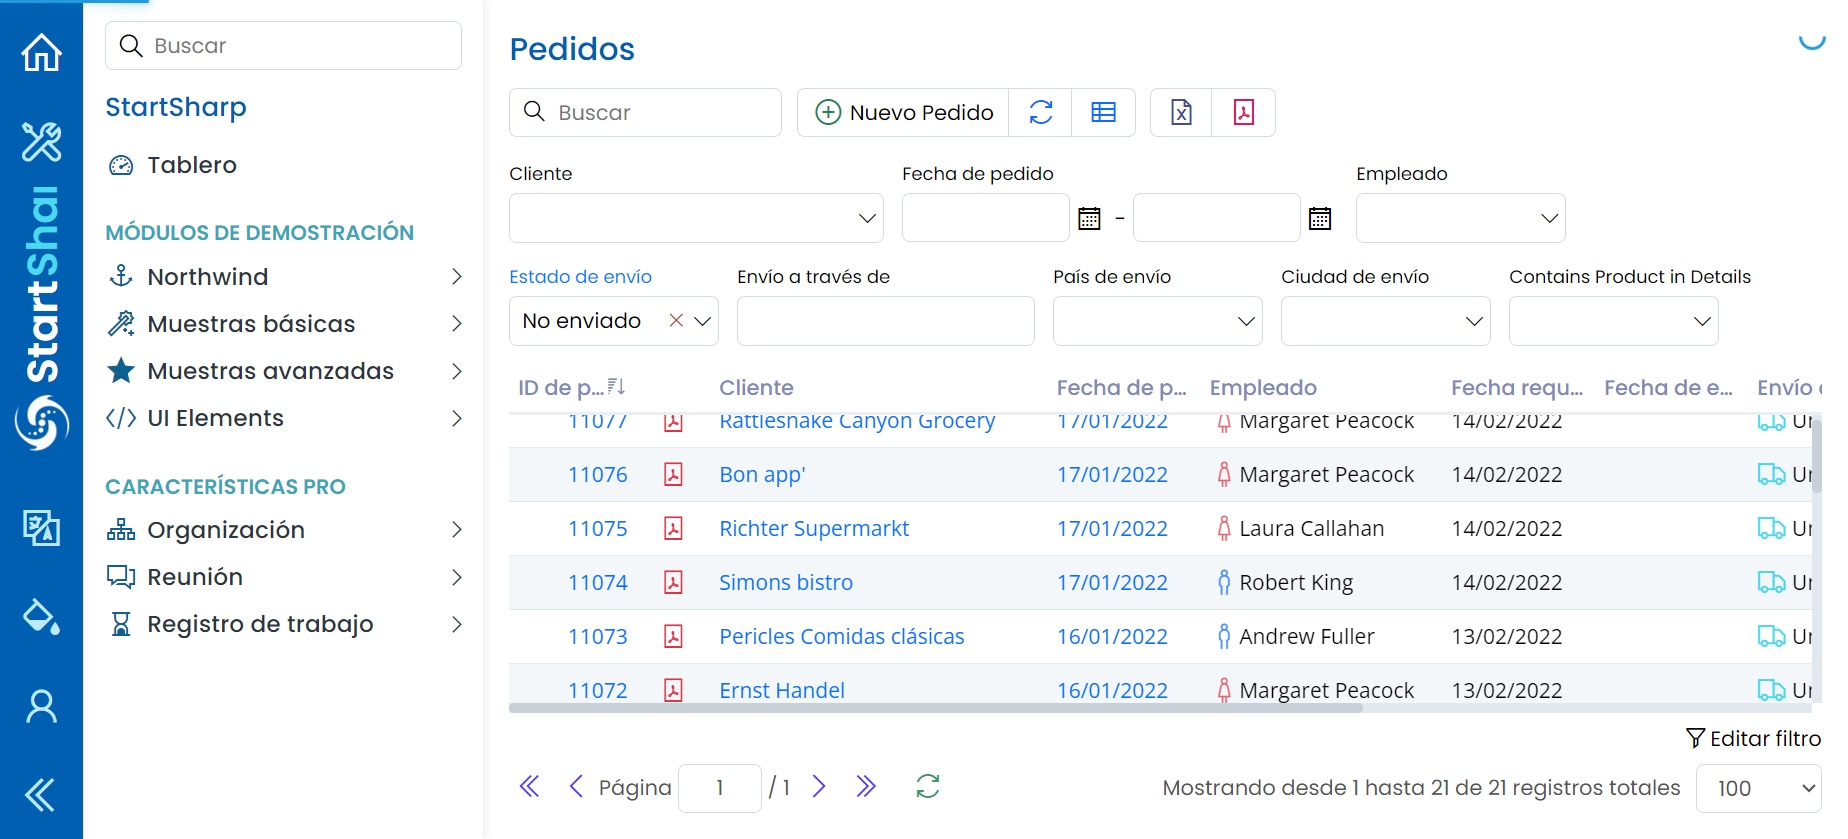 StartShar
Buscar
StartSharp
Tablero
MÓDULOS DE DEMOSTRACIÓN
Northwind
Muestras básicas
Muestras avanzadas
UI Elements
CARACTERÍSTICAS PRO
Organización
Reunión
Registro de trabajo
Pedidos
Buscar
Nuevo Pedido
Cliente
Fecha de pedido
Empleado
-
Estado de envío
Envío a través de
País de envío
Ciudad de envío
Contains Product in Details
No enviado
ID de p... Cliente Fecha de p... Empleado Fecha requ... Fecha de e... Envío
11077 Rattlesnake Canyon Grocery 17/01/2022 Margaret Peacock 14/02/2022
11076 Bon app' 17/01/2022 Margaret Peacock 14/02/2022
11075 Richter Supermarkt 17/01/2022 Laura Callahan 14/02/2022
11074 Simons bistro 17/01/2022 Robert King 14/02/2022
11073 Pericles Comidas clásicas 16/01/2022 Andrew Fuller 13/02/2022
11072 Ernst Handel 16/01/2022 Margaret Peacock 13/02/2022
Editar filtro
Página 1 / 1
Mostrando desde 1 hasta 21 de 21 registros totales 100